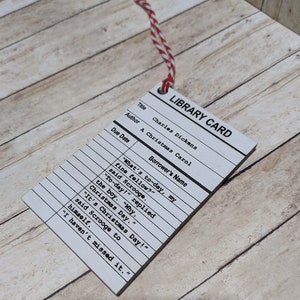 LIBRARY CARD
Title Charles Dickens
Author A Christmas Carol
Due Date Borrower's Name
"What's to-day, my
fine fellow?"
said Scrooge.
"To-day?", replied
the boy. "Why,
Christmas Day."
"It's Christmas Day!"
said Scrooge to
himself.
"I haven't missed it."